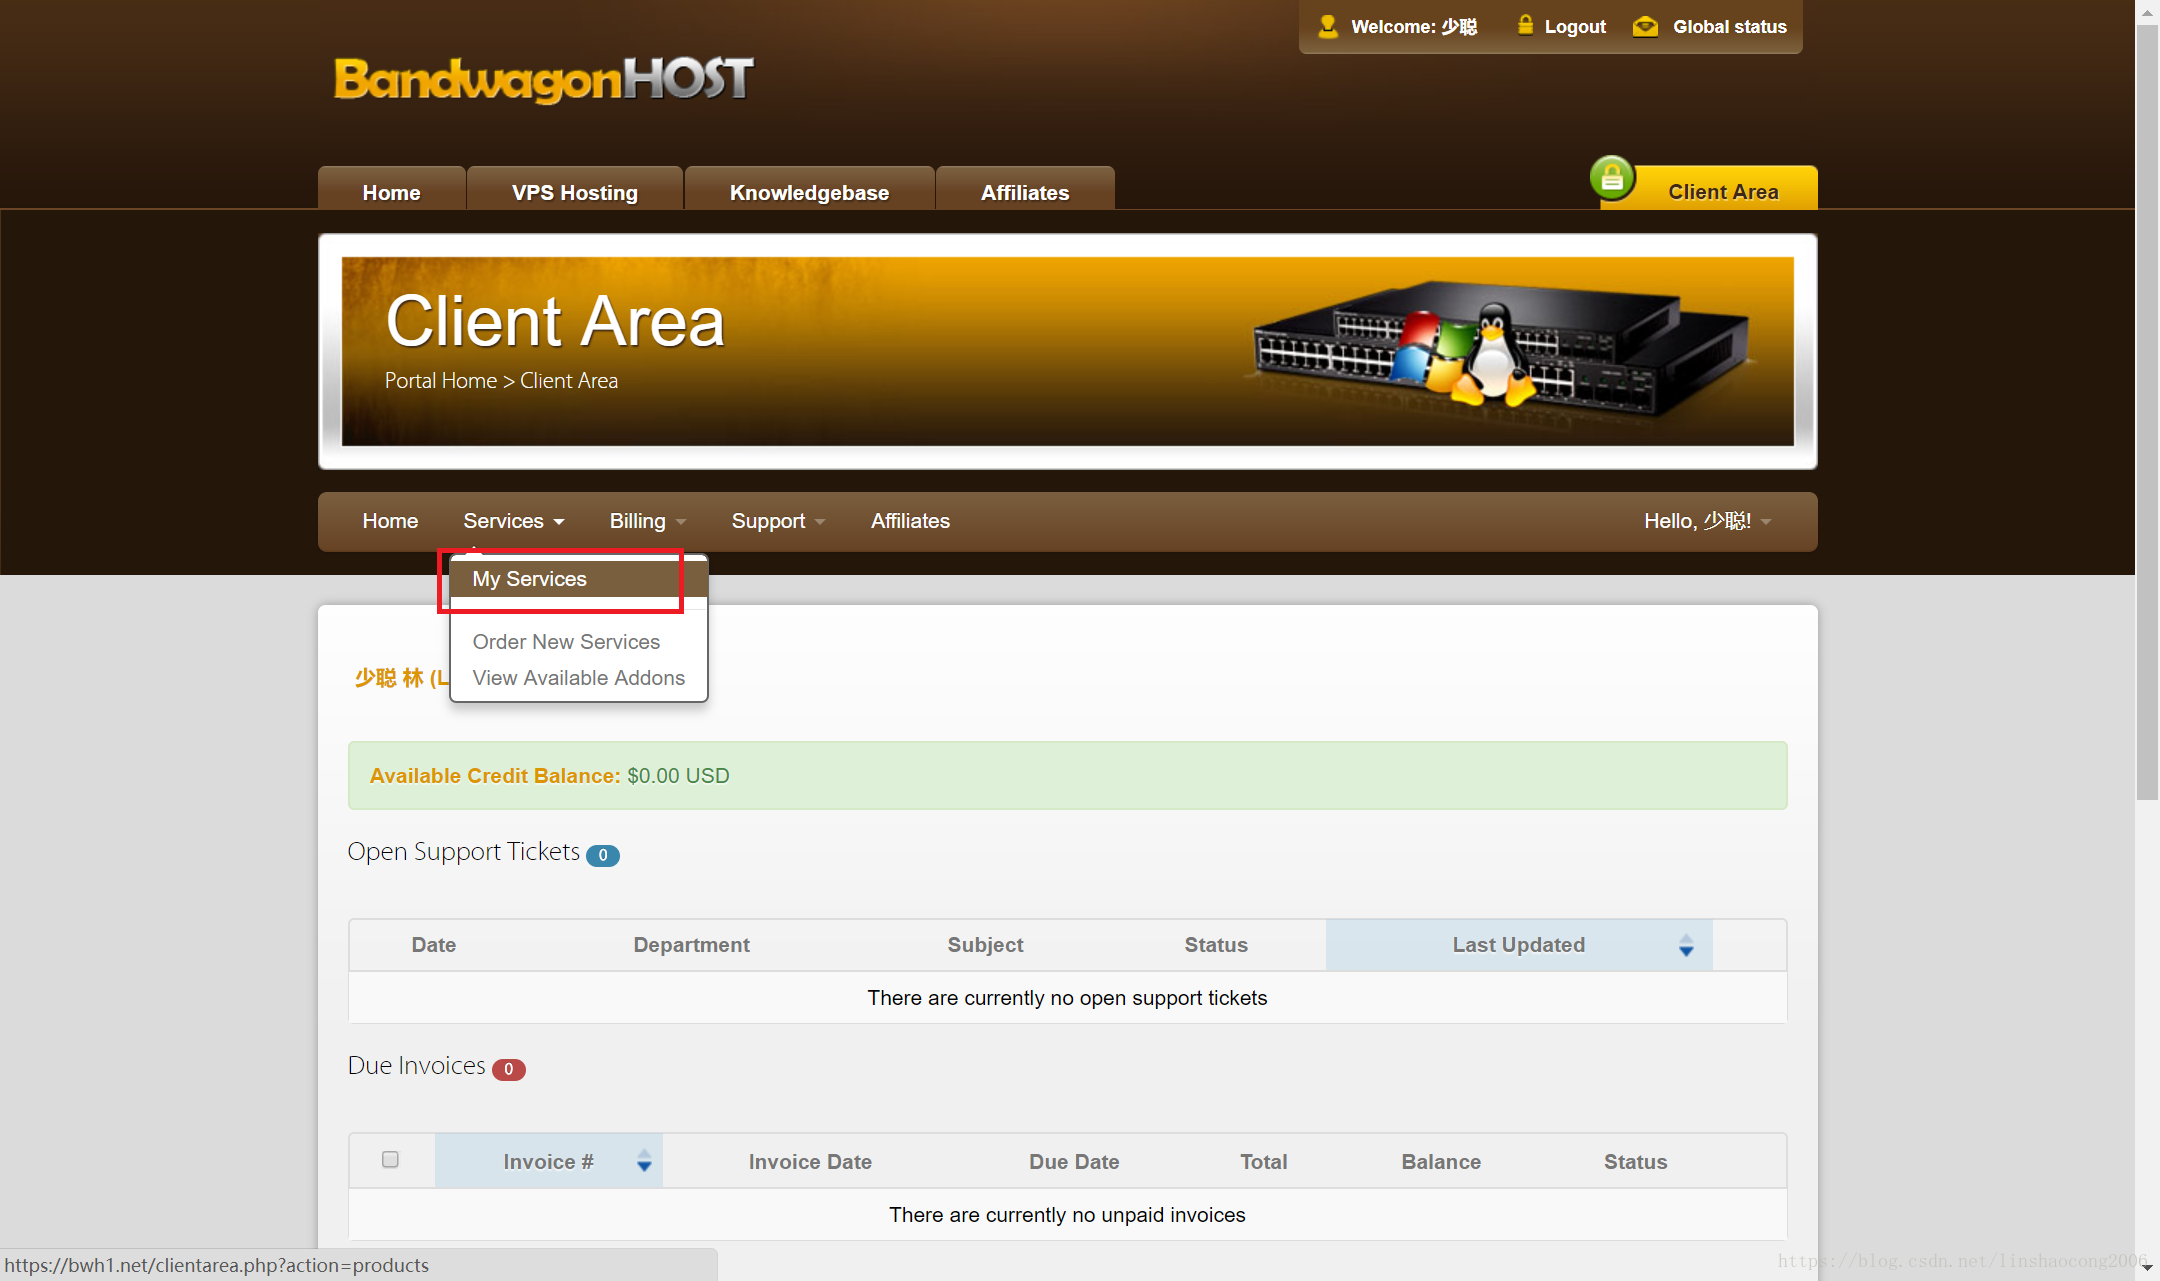 Welcome: 少聪 Logout Global status
BandwagonHOST
Home VPS Hosting Knowledgebase Affiliates Client Area
Client Area
Portal Home > Client Area
Home Services Billing Support Affiliates Hello, 少聪!
My Services
Order New Services
View Available Addons
少聪 林 (L
Available Credit Balance: $0.00 USD
Open Support Tickets 0
Date Department Subject Status Last Updated
There are currently no open support tickets
Due Invoices 0
Invoice # Invoice Date Due Date Total Balance Status
There are currently no unpaid invoices
https://bwh1.net/clientarea.php?action=products
https://blog.csdn.net/linshaocong2006